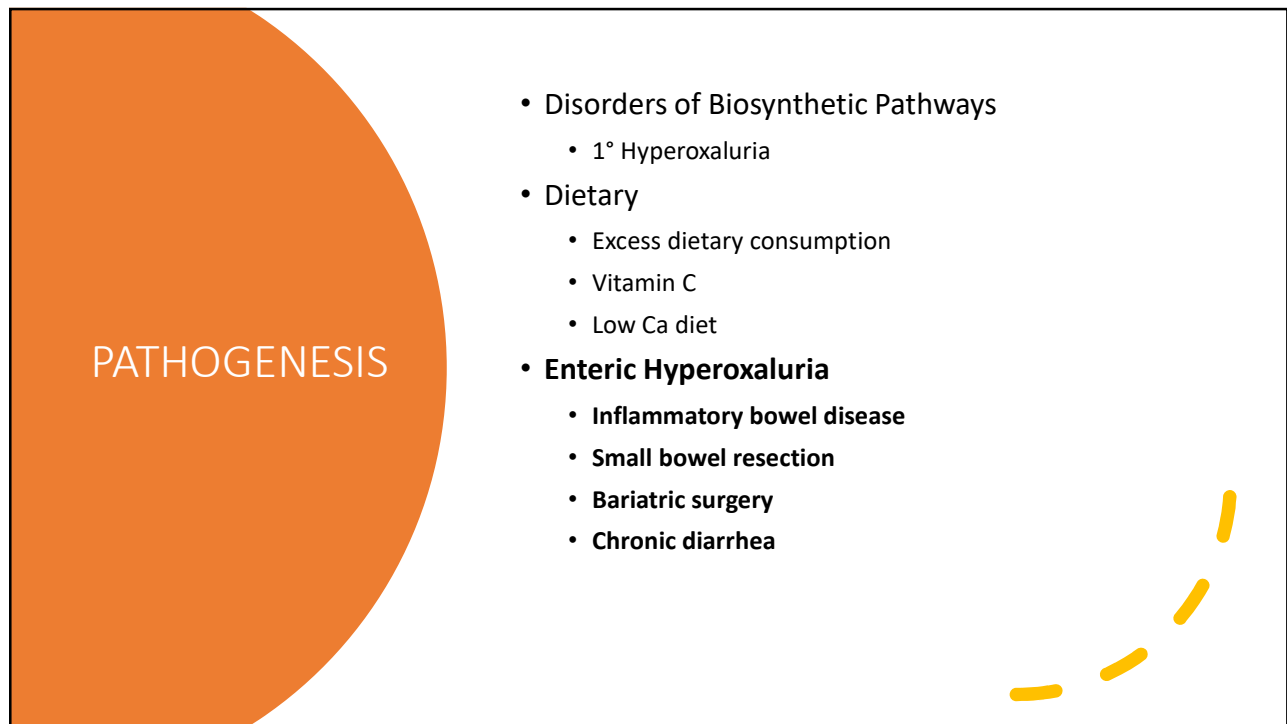 PATHOGENESIS
• Disorders of Biosynthetic Pathways
• 1° Hyperoxaluria
• Dietary
• Excess dietary consumption
• Vitamin C
• Low Ca diet
• Enteric Hyperoxaluria
• Inflammatory bowel disease
• Small bowel resection
• Bariatric surgery
• Chronic diarrhea